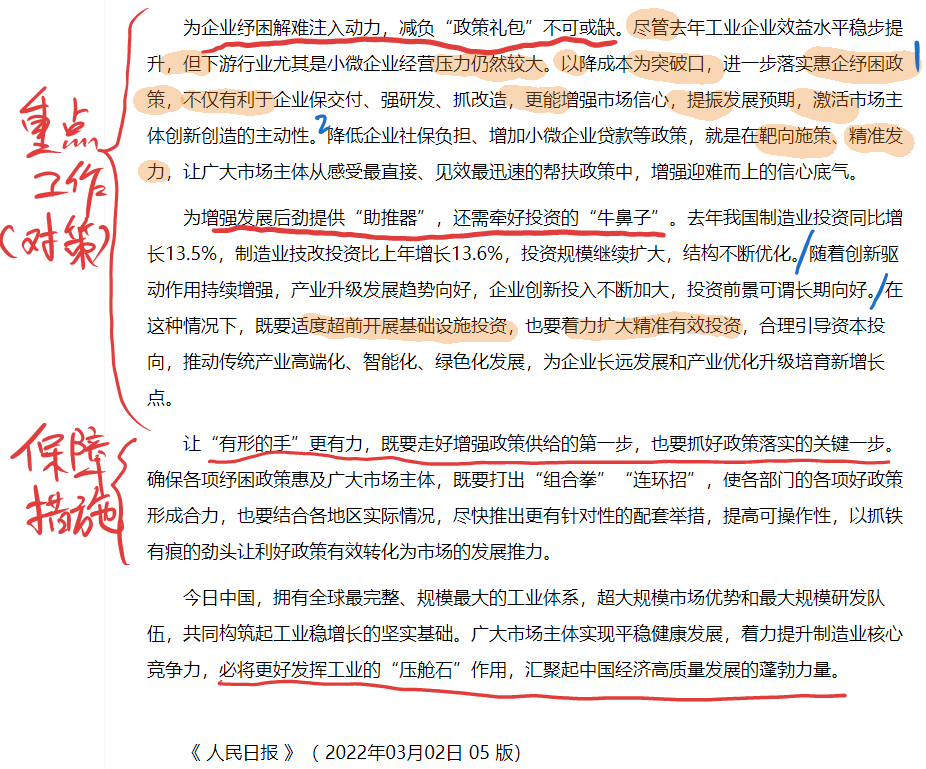 为企业纾困解难注入动力，减负“政策礼包”不可或缺。尽管去年工业企业效益水平稳步提
升，但下游行业尤其是小微企业经营压力仍然较大。以降成本为突破口，进一步落实惠企纾困政
策，不仅有利于企业保交付、强研发、抓改造，更能增强市场信心，提振发展预期，激活市场主
体创新创造的主动性。2降低企业社保负担、增加小微企业贷款等政策，就是在靶向施策、精准发
力，让广大市场主体从感受最直接、见效最迅速的帮扶政策中，增强迎难而上的信心底气。
重点
工作
（对策）
为增强发展后劲提供“助推器”，还需牵好投资的“牛鼻子”。去年我国制造业投资同比增
长13.5%，制造业技改投资比上年增长13.6%，投资规模继续扩大，结构不断优化。随着创新驱
动作用持续增强，产业升级发展趋势向好，企业创新投入不断加大，投资前景可谓长期向好。在
这种情况下，既要适度超前开展基础设施投资，也要着力扩大精准有效投资，合理引导资本投
向，推动传统产业高端化、智能化、绿色化发展，为企业长远发展和产业优化升级培育新增长
点。
保障
措施
让“有形的手”更有力，既要走好增强政策供给的第一步，也要抓好政策落实的关键一步。
确保各项纾困政策惠及广大市场主体，既要打出“组合拳”“连环招”，使各部门的各项好政策
形成合力，也要结合各地区实际情况，尽快推出更有针对性的配套举措，提高可操作性，以抓铁
有痕的劲头让利好政策有效转化为市场的发展推力。
今日中国，拥有全球最完整、规模最大的工业体系，超大规模市场优势和最大规模研发队
伍，共同构筑起工业稳增长的坚实基础。广大市场主体实现平稳健康发展，着力提升制造业核心
竞争力，必将更好发挥工业的“压舱石”作用，汇聚起中国经济高质量发展的蓬勃力量。
《 人民日报 》（ 2022年03月02日 05 版）